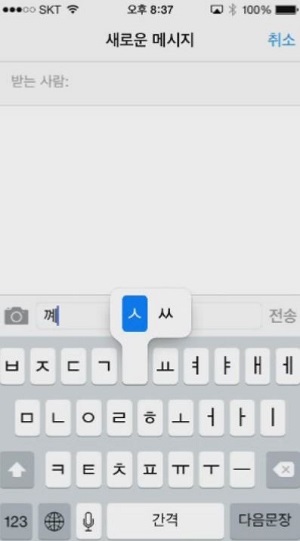 SKT 오후 8:37 100%
새로운 메시지 취소
받는 사람:
ㅅ ㅆ
전송
ㅂ ㅈ ㄷ ㄱ ㅛ ㅕ ㅑ ㅐ ㅔ
ㅁ ㄴ ㅇ ㄹ ㅎ ㅗ ㅓ ㅏ ㅣ
ㅋ ㅌ ㅊ ㅍ ㅠ ㅜ ㅡ
123 간격 다음문장